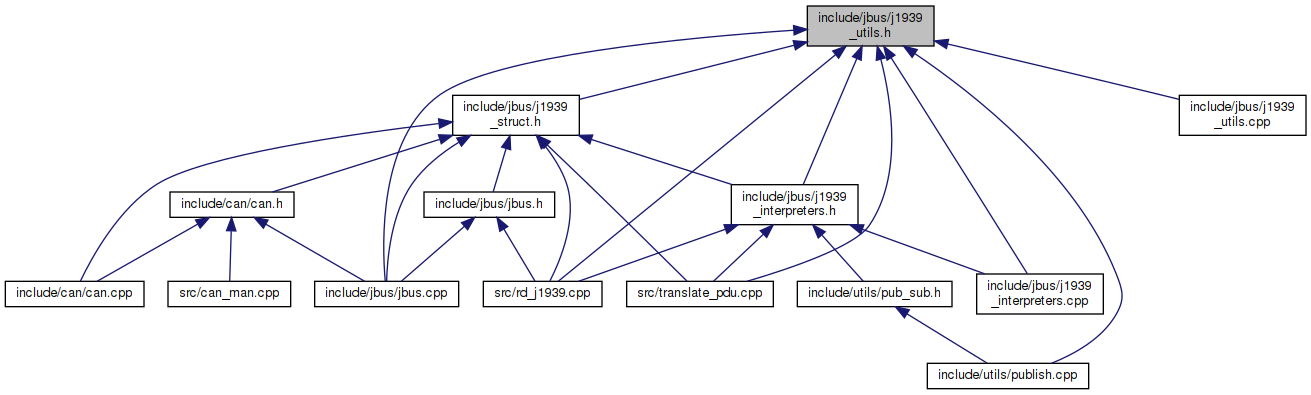 include/jbus/j1939
_utils.h
include/jbus/j1939
_struct.h
include/jbus/j1939
_utils.cpp
include/can/can.h
include/jbus/jbus.h
include/jbus/j1939
_interpreters.h
include/can/can.cpp
src/can_man.cpp
include/jbus/jbus.cpp
src/rd_j1939.cpp
src/translate_pdu.cpp
include/utils/pub_sub.h
include/jbus/j1939
_interpreters.cpp
include/utils/publish.cpp